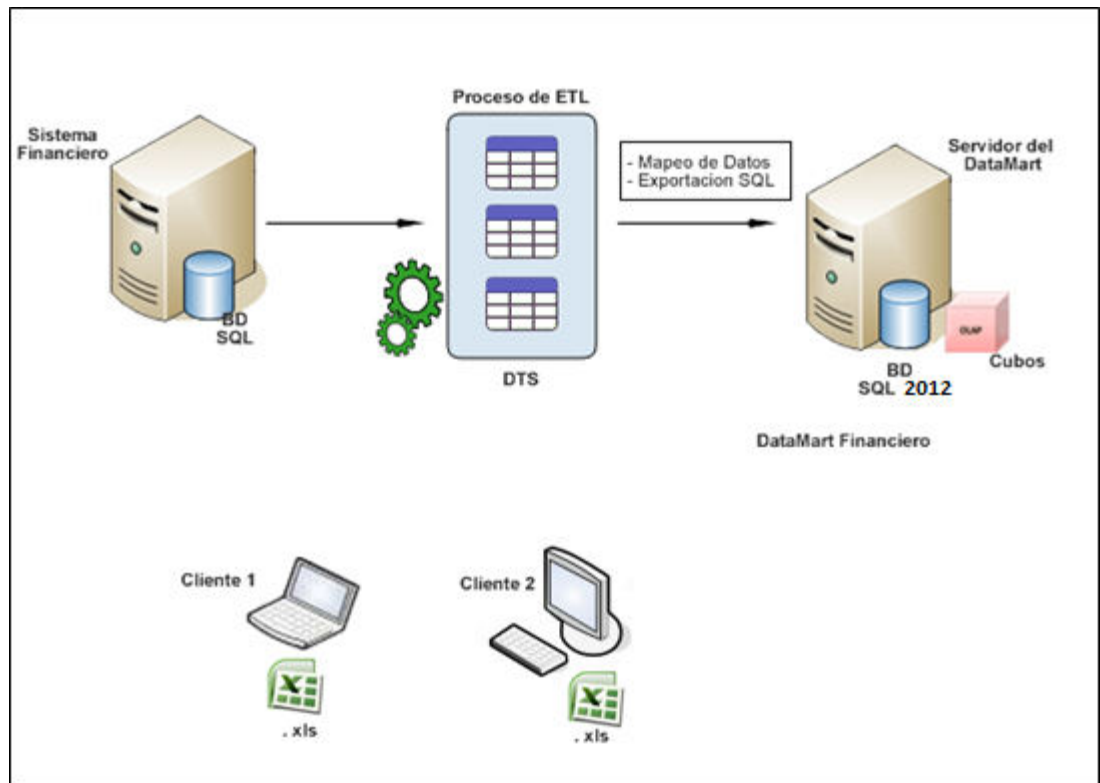 Proceso de ETL
Sistema
Financiero
- Mapeo de Datos
- Exportacion SQL
Servidor del
DataMart
BD
SQL
DTS
OLAP
Cubos
BD
SQL 2012
DataMart Financiero
Cliente 1
Cliente 2
. xls
. xls